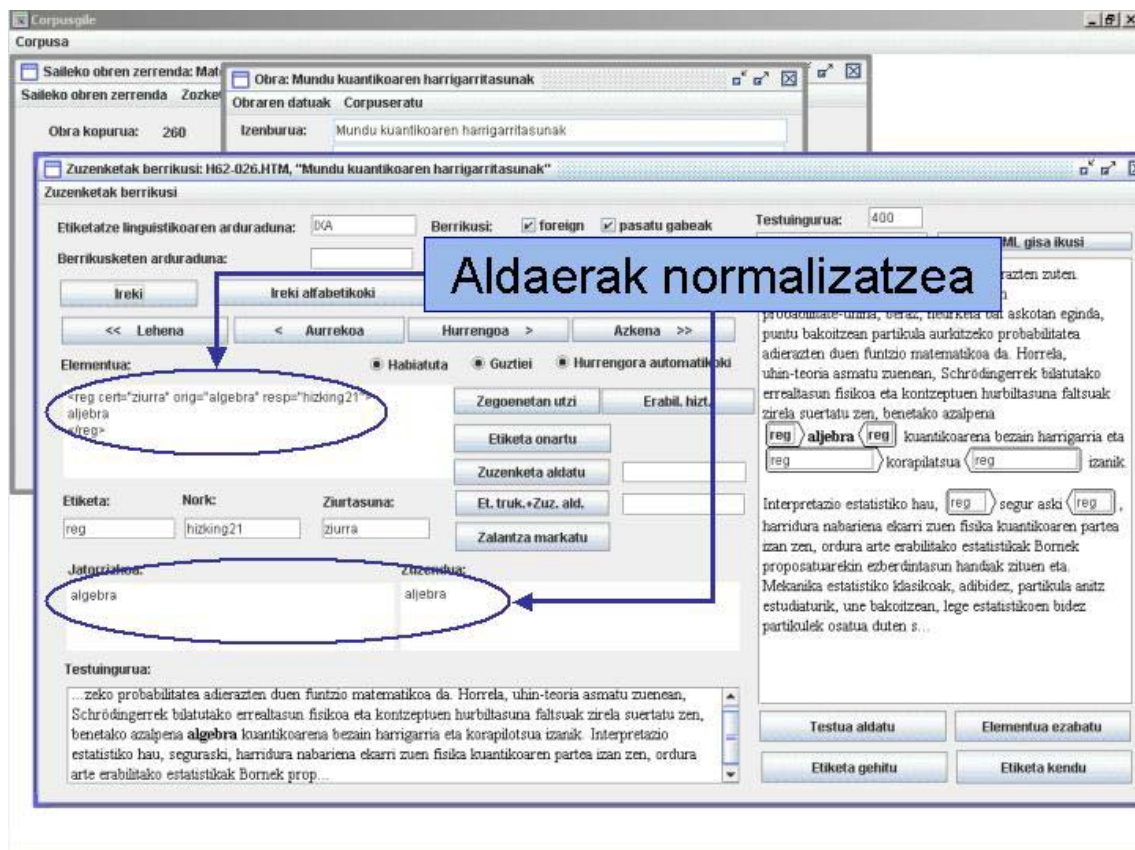 Corpusgile
Corpusa
Saileko obren zerrenda: Mat
Saileko obren zerrenda Zozket
Obra kopurua: 260
Obra: Mundu kuantikoaren harrigarritasunak
Obraren datuak Corpuseratu
Izenburua: Mundu kuantikoaren harrigarritasunak
Zuzenketak berrikusi: H62-026.HTM, "Mundu kuantikoaren harrigarritasunak"
Zuzenketak berrikusi
Etiketatze linguistikoaren arduraduna: IXA Berrikusi: foreign pasatu gabeak
Berrikusketen arduraduna:
Aldaerak normalizatzea
Ireki Ireki alfabetikoki
<< Lehena < Aurrekoa Hurrengoa > Azkena >>
Elementua: Habiatuta Guztiei Hurrengora automatikoki
<reg cert="ziurra" orig="algebra" resp="hizking21">
aljebra
</reg>
Zegoenetan utzi Erabil. hizt.
Etiketa onartu
Zuzenketa aldatu
Et. truk.+Zuz. ald.
Zalantza markatu
Etiketa: Nork: Ziurtasuna:
reg hizking21 ziurra
Jatorrizkoa: Zuzendua:
algebra aljebra
Testuingurua:
...zeko probabilitatea adierazten duen funtzio matematikoa da. Horrela, uhin-teoria asmatu zuenean,
Schrödingerrek bilatutako errealtasun fisikoa eta kontzeptuen hurbiltasuna faltsuak zirela suertatu zen,
benetako azalpena algebra kuantikoarena bezain harrigarria eta korapilotsua izanik. Interpretazio
estatistiko hau, seguraski, harridura nabariena ekarri zuen fisika kuantikoaren partea izan zen, ordura
arte erabilitako estatistikak Bornek prop...
Testuingurua: 400
ML gisa ikusi
razten zuten.
probabilitate-uhina, beraz, neurketa bat askotan eginda,
puntu bakoitzean partikula aurkitzeko probabilitatea
adierazten duen funtzio matematikoa da. Horrela,
uhin-teoria asmatu zuenean, Schrödingerrek bilatutako
errealtasun fisikoa eta kontzeptuen hurbiltasuna faltsuak
zirela suertatu zen, benetako azalpena
reg aljebra reg kuantikoarena bezain harrigarria eta
reg korapilatsua reg izanik.
Interpretazio estatistiko hau, reg segur aski reg ,
harridura nabariena ekarri zuen fisika kuantikoaren partea
izan zen, ordura arte erabilitako estatistikak Bornek
proposatuarekin ezberdintasun handiak zituen eta.
Mekanika estatistiko klasikoak, adibidez, partikula anitz
estudiaturik, une bakoitzean, lege estatistikoen bidez
partikulek osatua duten s...
Testua aldatu Elementua ezabatu
Etiketa gehitu Etiketa kendu